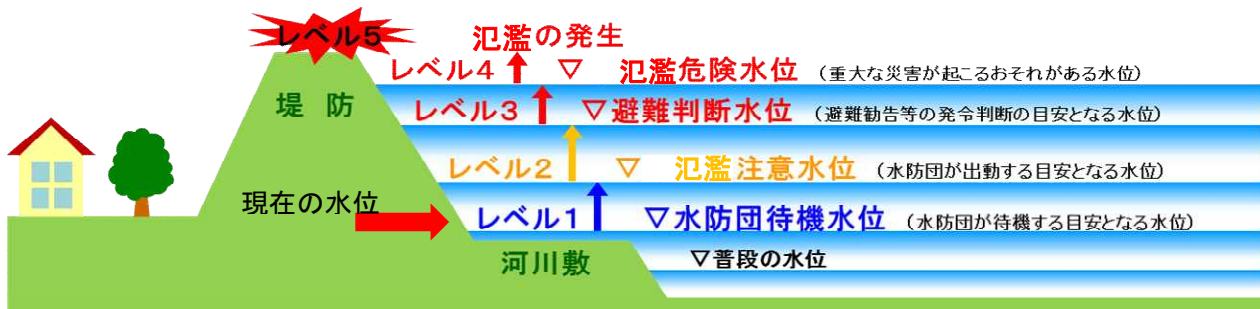 レベル5
氾濫の発生
レベル4 ▽ 氾濫危険水位 (重大な災害が起こるおそれがある水位)
堤 防
レベル3 ▽避難判断水位 (避難勧告等の発令判断の目安となる水位)
レベル2 ▽ 氾濫注意水位 (水防団が出動する目安となる水位)
現在の水位
レベル1 ▽水防団待機水位 (水防団が待機する目安となる水位)
河川敷 ▽普段の水位